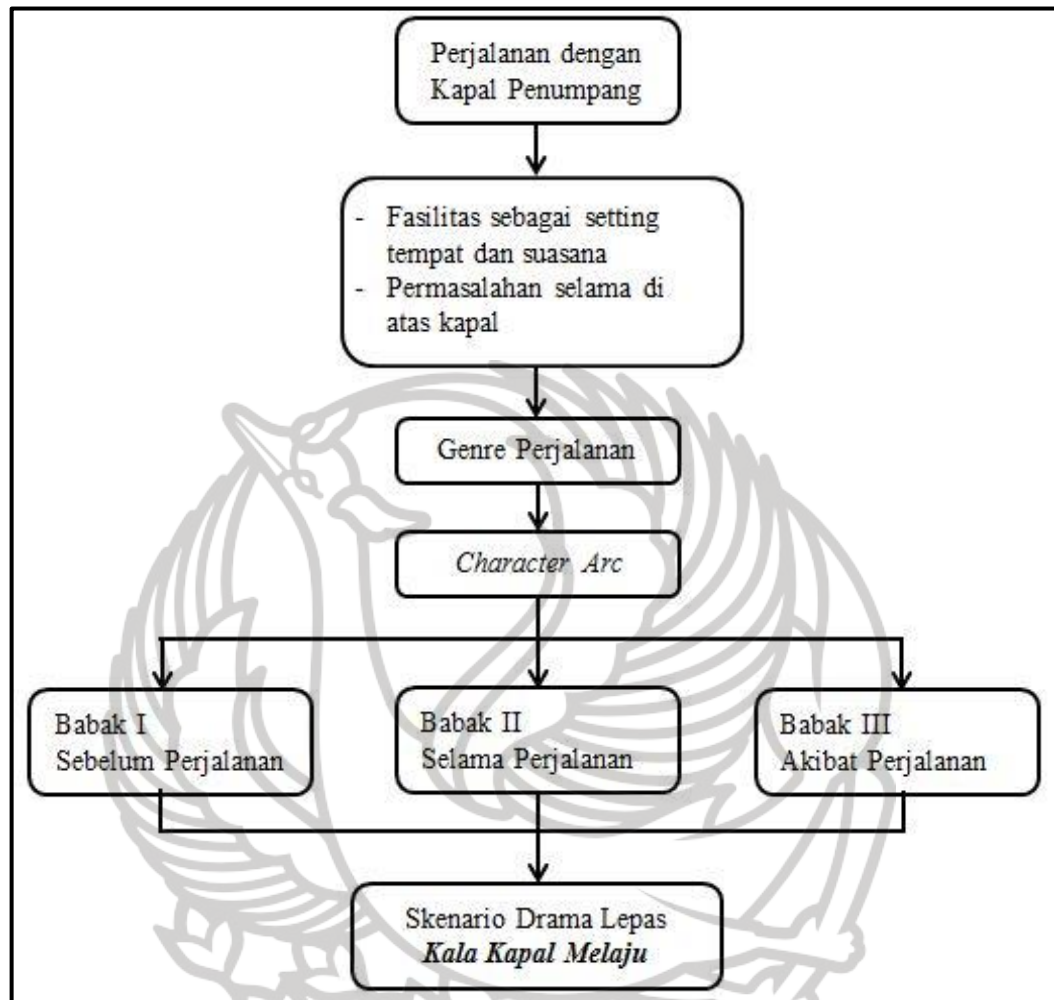 Perjalanan dengan
Kapal Penumpang
- Fasilitas sebagai setting
tempat dan suasana
- Permasalahan selama di
atas kapal
Genre Perjalanan
Character Arc
Babak I
Sebelum Perjalanan
Babak II
Selama Perjalanan
Babak III
Akibat Perjalanan
Skenario Drama Lepas
Kala Kapal Melaju